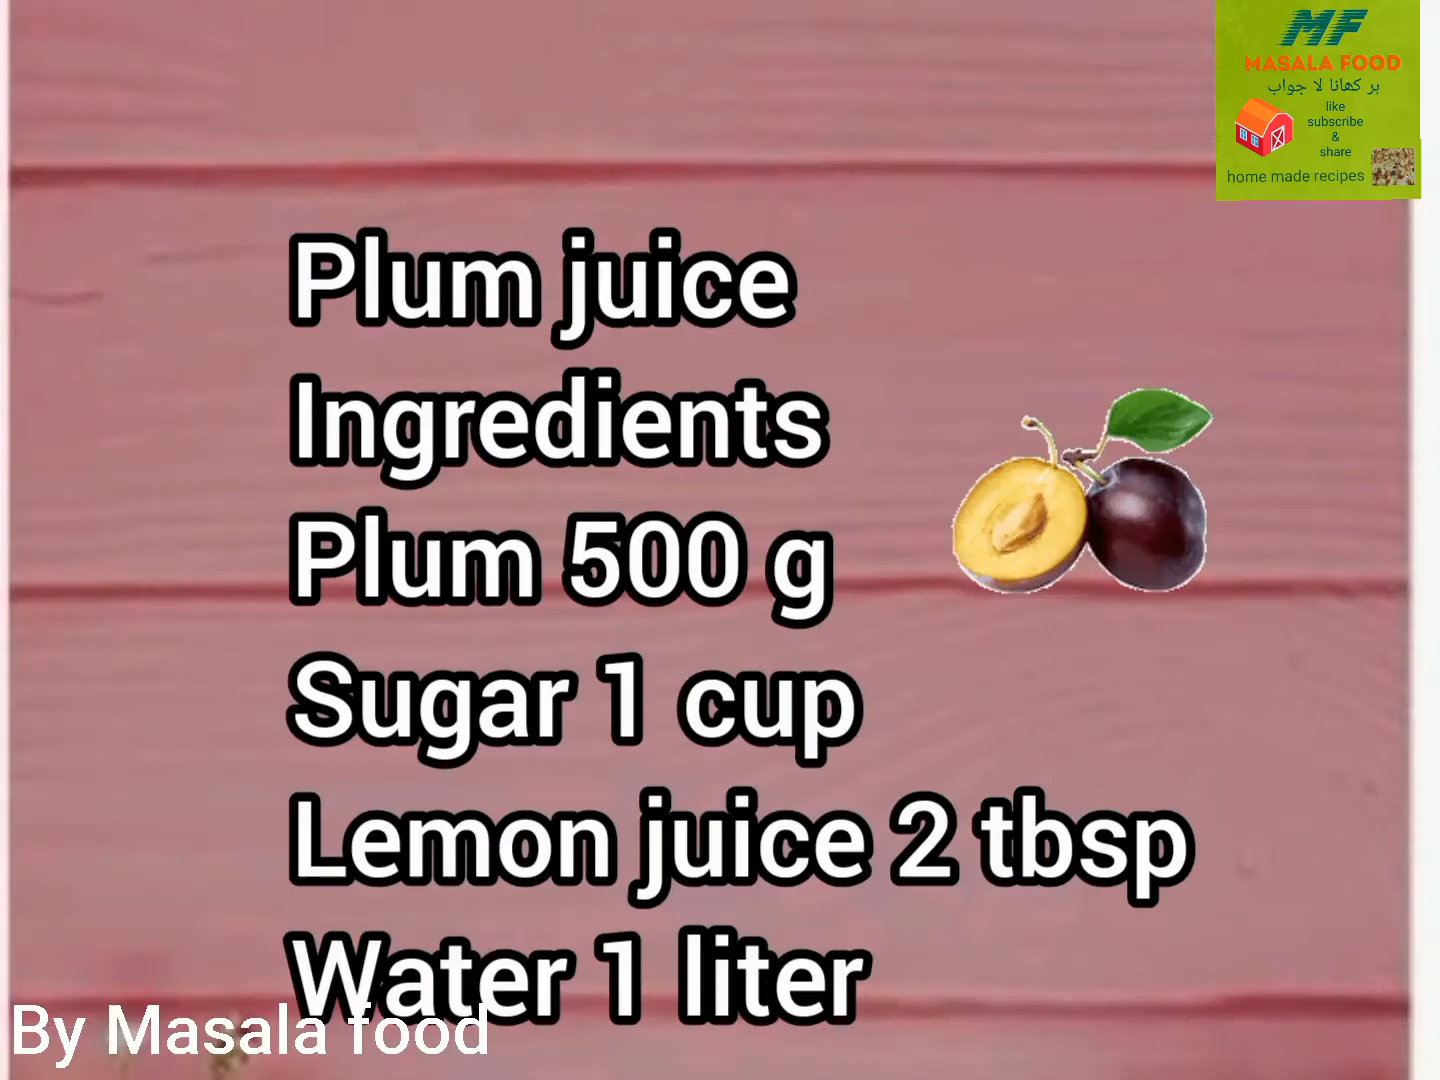 MF
MASALA FOOD
ہر کھانا لا جواب
like
subscribe
&
share
home made recipes
Plum juice
Ingredients
Plum 500 g
Sugar 1 cup
Lemon juice 2 tbsp
Water 1 liter
By Masala food